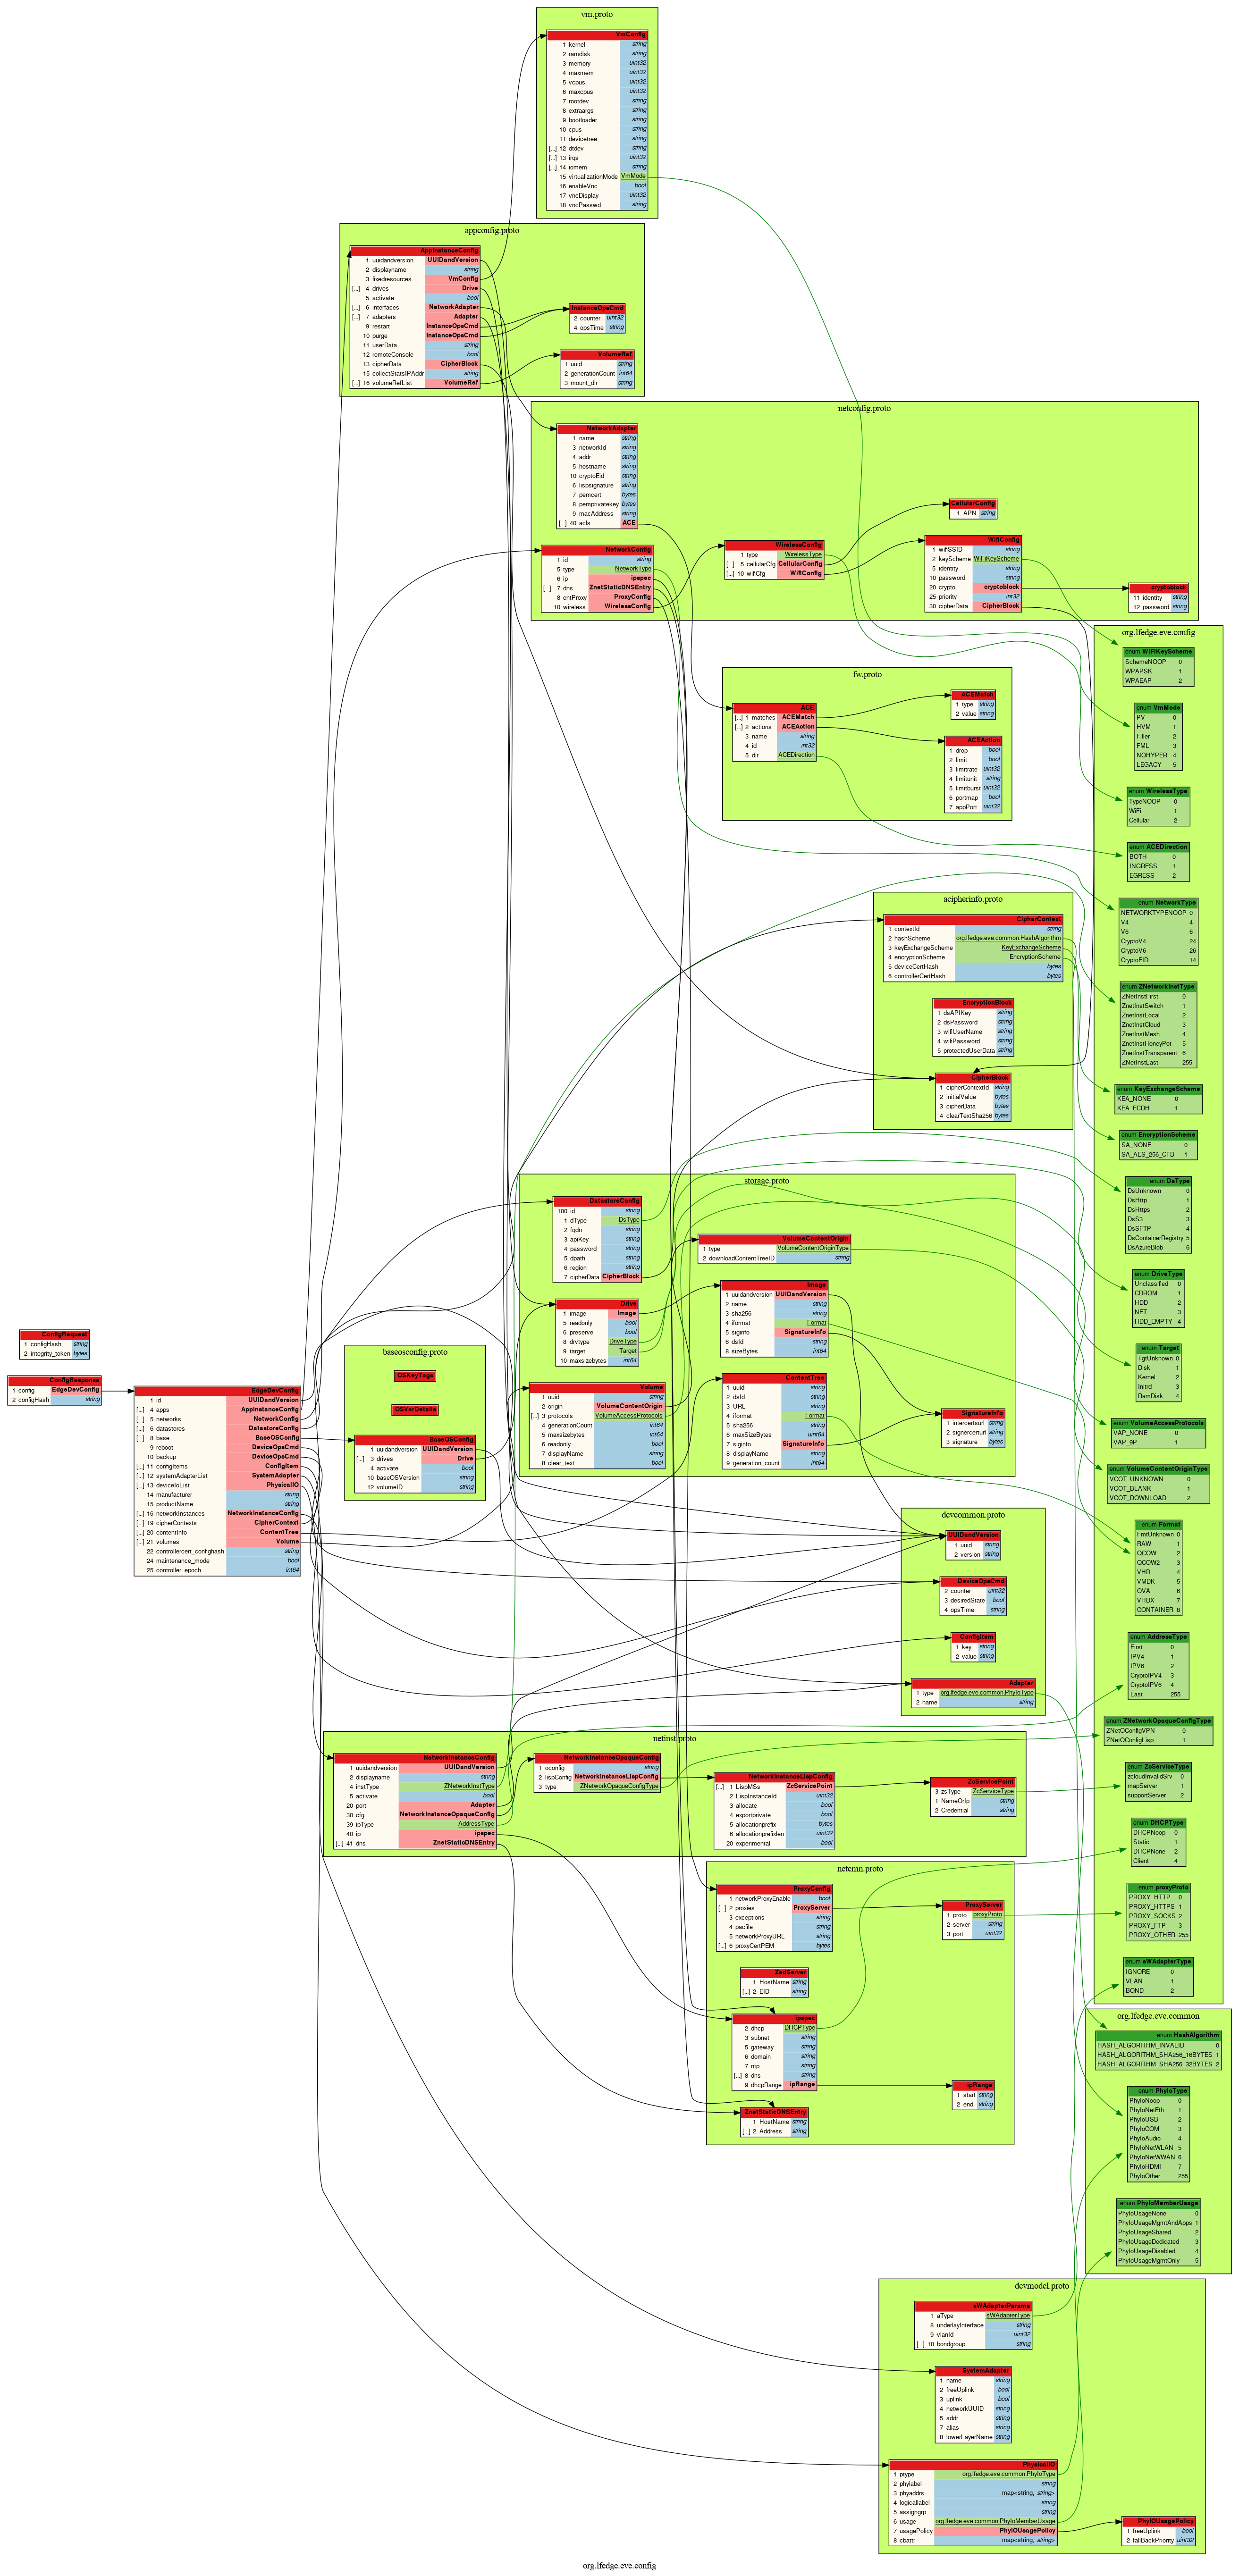 vm.proto
VmConfig
1 kernel string
2 ramdisk string
3 memory uint32
4 maxmem uint32
5 vcpus uint32
6 maxcpus uint32
7 rootdev string
8 extraargs string
9 bootloader string
10 cpus string
11 devicetree string
[...] 12 dtdev string
[...] 13 irqs uint32
[...] 14 iomem string
15 virtualizationMode VmMode
16 enableVnc bool
17 vncDisplay uint32
18 vncPasswd string
appconfig.proto
AppInstanceConfig
1 uuidandversion UUIDandVersion
2 displayname string
3 fixedresources VmConfig
[...] 4 drives Drive
5 activate bool
[...] 6 interfaces NetworkAdapter
[...] 7 adapters Adapter
9 restart InstanceOpsCmd
10 purge InstanceOpsCmd
11 userData string
12 remoteConsole bool
13 cipherData CipherBlock
15 collectStatsIPAddr string
[...] 16 volumeRefList VolumeRef
InstanceOpsCmd
2 counter uint32
4 opsTime string
VolumeRef
1 uuid string
2 generationCount int64
3 mount_dir string
netconfig.proto
NetworkAdapter
1 name string
3 networkId string
4 addr string
5 hostname string
10 cryptoEid string
6 lispsignature string
7 pemcert bytes
8 pemprivatekey bytes
9 macAddress string
[...] 40 acls ACE
NetworkConfig
1 id string
5 type NetworkType
6 ip ipspec
[...] 7 dns ZnetStaticDNSEntry
8 entProxy ProxyConfig
10 wireless WirelessConfig
WirelessConfig
1 type WirelessType
[...] 5 cellularCfg CellularConfig
[...] 10 wifiCfg WifiConfig
CellularConfig
1 APN string
WifiConfig
1 wifiSSID string
2 keyScheme WiFiKeyScheme
5 identity string
10 password string
20 crypto cryptoblock
25 priority int32
30 cipherData CipherBlock
cryptoblock
11 identity string
12 password string
fw.proto
ACE
[...] 1 matches ACEMatch
[...] 2 actions ACEAction
3 name string
4 id int32
5 dir ACEDirection
ACEMatch
1 type string
2 value string
ACEAction
1 drop bool
2 limit bool
3 limitrate uint32
4 limitunit string
5 limitburst uint32
6 portmap bool
7 appPort uint32
acipherinfo.proto
CipherContext
1 contextId string
2 hashScheme org.lfedge.eve.common.HashAlgorithm
3 keyExchangeScheme KeyExchangeScheme
4 encryptionScheme EncryptionScheme
5 deviceCertHash bytes
6 controllerCertHash bytes
EncryptionBlock
1 dsAPIKey string
2 dsPassword string
3 wifiUserName string
4 wifiPassword string
5 protectedUserData string
CipherBlock
1 cipherContextId string
2 initialValue bytes
3 cipherData bytes
4 clearTextSha256 bytes
storage.proto
DatastoreConfig
100 id string
1 dType DsType
2 fqdn string
3 apiKey string
4 password string
5 dpath string
6 region string
7 cipherData CipherBlock
Drive
1 image Image
5 readonly bool
6 preserve bool
8 drvtype DriveType
9 target Target
10 maxsizebytes int64
Volume
1 uuid string
2 origin VolumeContentOrigin
[...] 3 protocols VolumeAccessProtocols
4 generationCount int64
5 maxsizebytes int64
6 readonly bool
7 displayName string
8 clear_text bool
VolumeContentOrigin
1 type VolumeContentOriginType
2 downloadContentTreeID string
Image
1 uuidandversion UUIDandVersion
2 name string
3 sha256 string
4 iformat Format
5 siginfo SignatureInfo
6 dsId string
8 sizeBytes int64
ContentTree
1 uuid string
2 dsId string
3 URL string
4 iformat Format
5 sha256 string
6 maxSizeBytes uint64
7 siginfo SignatureInfo
8 displayName string
9 generation_count int64
SignatureInfo
1 intercertsurl string
2 signercerturl string
3 signature bytes
ConfigRequest
1 configHash string
2 integrity_token bytes
ConfigResponse
1 config EdgeDevConfig
2 configHash string
EdgeDevConfig
1 id UUIDandVersion
[...] 4 apps AppInstanceConfig
[...] 5 networks NetworkConfig
[...] 6 datastores DatastoreConfig
[...] 8 base BaseOSConfig
9 reboot DeviceOpsCmd
10 backup DeviceOpsCmd
[...] 11 configItems ConfigItem
[...] 12 systemAdapterList SystemAdapter
[...] 13 deviceIoList PhysicalIO
14 manufacturer string
15 productName string
[...] 16 networkInstances NetworkInstanceConfig
[...] 19 cipherContexts CipherContext
[...] 20 contentInfo ContentTree
[...] 21 volumes Volume
22 controllercert_confighash string
24 maintenance_mode bool
25 controller_epoch int64
baseosconfig.proto
OSKeyTags
OSVerDetails
BaseOSConfig
1 uuidandversion UUIDandVersion
[...] 3 drives Drive
4 activate bool
10 baseOSVersion string
12 volumeID string
devcommon.proto
UUIDandVersion
1 uuid string
2 version string
DeviceOpsCmd
2 counter uint32
3 desiredState bool
4 opsTime string
ConfigItem
1 key string
2 value string
Adapter
1 type org.lfedge.eve.common.PhyIoType
2 name string
netinst.proto
NetworkInstanceConfig
1 uuidandversion UUIDandVersion
2 displayname string
4 instType ZNetworkInstType
5 activate bool
20 port Adapter
30 cfg NetworkInstanceOpaqueConfig
39 ipType AddressType
40 ip ipspec
[...] 41 dns ZnetStaticDNSEntry
NetworkInstanceOpaqueConfig
1 oconfig string
2 lispConfig NetworkInstanceLispConfig
3 type ZNetworkOpaqueConfigType
NetworkInstanceLispConfig
[...] 1 LispMSs ZcServicePoint
2 LispInstanceId uint32
3 allocate bool
4 exportprivate bool
5 allocationprefix bytes
6 allocationprefixlen uint32
20 experimental bool
ZcServicePoint
3 zsType ZcServiceType
1 NameOrIp string
2 Credential string
netcmn.proto
ProxyConfig
1 networkProxyEnable bool
[...] 2 proxies ProxyServer
3 exceptions string
4 pacfile string
5 networkProxyURL string
[...] 6 proxyCertPEM bytes
ProxyServer
1 proto proxyProto
2 server string
3 port uint32
ZedServer
1 HostName string
[...] 2 EID string
ipspec
2 dhcp DHCPType
3 subnet string
5 gateway string
6 domain string
7 ntp string
[...] 8 dns string
9 dhcpRange ipRange
ipRange
1 start string
2 end string
ZnetStaticDNSEntry
1 HostName string
[...] 2 Address string
org.lfedge.eve.config
enum WiFiKeyScheme
SchemeNOOP 0
WPAPSK 1
WPAEAP 2
enum VmMode
PV 0
HVM 1
Filler 2
FML 3
NOHYPER 4
LEGACY 5
enum WirelessType
TypeNOOP 0
WiFi 1
Cellular 2
enum ACEDirection
BOTH 0
INGRESS 1
EGRESS 2
enum NetworkType
NETWORKTYPENOOP 0
V4 4
V6 6
CryptoV4 24
CryptoV6 26
CryptoEID 14
enum ZNetworkInstType
ZNetInstFirst 0
ZnetInstSwitch 1
ZnetInstLocal 2
ZnetInstCloud 3
ZnetInstMesh 4
ZnetInstHoneyPot 5
ZnetInstTransparent 6
ZNetInstLast 255
enum KeyExchangeScheme
KEA_NONE 0
KEA_ECDH 1
enum EncryptionScheme
SA_NONE 0
SA_AES_256_CFB 1
enum DsType
DsUnknown 0
DsHttp 1
DsHttps 2
DsS3 3
DsSFTP 4
DsContainerRegistry 5
DsAzureBlob 6
enum DriveType
Unclassified 0
CDROM 1
HDD 2
NET 3
HDD_EMPTY 4
enum Target
TgtUnknown 0
Disk 1
Kernel 2
Initrd 3
RamDisk 4
enum VolumeAccessProtocols
VAP_NONE 0
VAP_9P 1
enum VolumeContentOriginType
VCOT_UNKNOWN 0
VCOT_BLANK 1
VCOT_DOWNLOAD 2
enum Format
FmtUnknown 0
RAW 1
QCOW 2
QCOW2 3
VHD 4
VMDK 5
OVA 6
VHDX 7
CONTAINER 8
enum AddressType
First 0
IPV4 1
IPV6 2
CryptoIPV4 3
CryptoIPV6 4
Last 255
enum ZNetworkOpaqueConfigType
ZNetOConfigVPN 0
ZNetOConfigLisp 1
enum ZcServiceType
zcloudInvalidSrv 0
mapServer 1
supportServer 2
enum DHCPType
DHCPNoop 0
Static 1
DHCPNone 2
Client 4
enum proxyProto
PROXY_HTTP 0
PROXY_HTTPS 1
PROXY_SOCKS 2
PROXY_FTP 3
PROXY_OTHER 255
enum sWAdapterType
IGNORE 0
VLAN 1
BOND 2
org.lfedge.eve.common
enum HashAlgorithm
HASH_ALGORITHM_INVALID 0
HASH_ALGORITHM_SHA256_16BYTES 1
HASH_ALGORITHM_SHA256_32BYTES 2
enum PhyIoType
PhyIoNoop 0
PhyIoNetEth 1
PhyIoUSB 2
PhyIoCOM 3
PhyIoAudio 4
PhyIoNetWLAN 5
PhyIoNetWWAN 6
PhyIoHDMI 7
PhyIoOther 255
enum PhyIoMemberUsage
PhyIoUsageNone 0
PhyIoUsageMgmtAndApps 1
PhyIoUsageShared 2
PhyIoUsageDedicated 3
PhyIoUsageDisabled 4
PhyIoUsageMgmtOnly 5
devmodel.proto
sWAdapterParams
1 aType sWAdapterType
8 underlayInterface string
9 vlanId uint32
[...] 10 bondgroup string
SystemAdapter
1 name string
2 freeUplink bool
3 uplink bool
4 networkUUID string
5 addr string
7 alias string
8 lowerLayerName string
PhysicalIO
1 ptype org.lfedge.eve.common.PhyIoType
2 phylabel string
3 phyaddrs map<string, string>
4 logicallabel string
5 assigngrp string
6 usage org.lfedge.eve.common.PhyIoMemberUsage
7 usagePolicy PhyIOUsagePolicy
8 cbattr map<string, string>
PhyIOUsagePolicy
1 freeUplink bool
2 fallBackPriority uint32
org.lfedge.eve.config